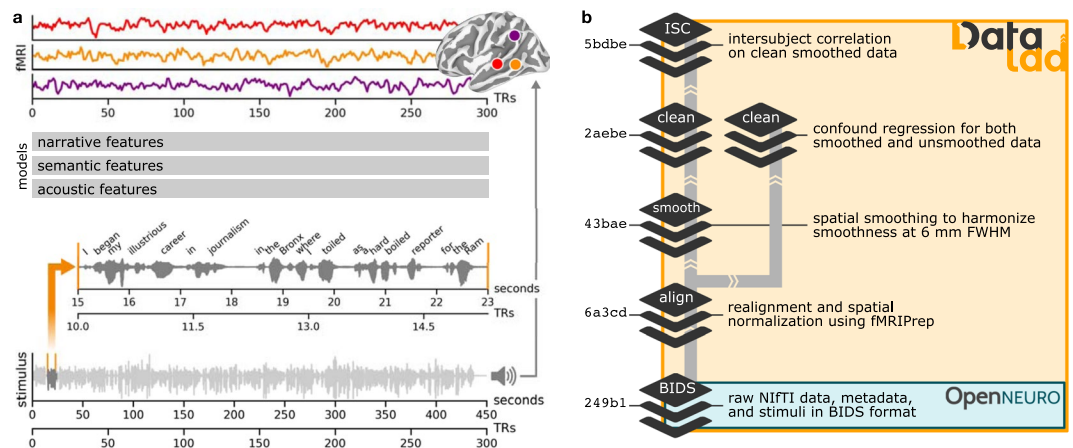 a
fMRI
TRs
0 50 100 150 200 250 300
models
narrative features
semantic features
acoustic features
I began my illustrious career in journalism in the Bronx where I toiled as a hard boiled reporter for the Ram
15 16 17 18 19 20 21 22 23
seconds
TRs
10.0 11.5 13.0 14.5
stimulus
seconds
0 50 100 150 200 250 300 350 400 450
TRs
0 50 100 150 200 250 300
b
ISC
5bdbe
intersubject correlation
on clean smoothed data
Data
lad
clean
clean
2aebe
confound regression for both
smoothed and unsmoothed data
smooth
43bae
spatial smoothing to harmonize
smoothness at 6 mm FWHM
align
6a3cd
realignment and spatial
normalization using fMRIPrep
BIDS
249b1
raw NIfTI data, metadata,
and stimuli in BIDS format
OpenNEURO